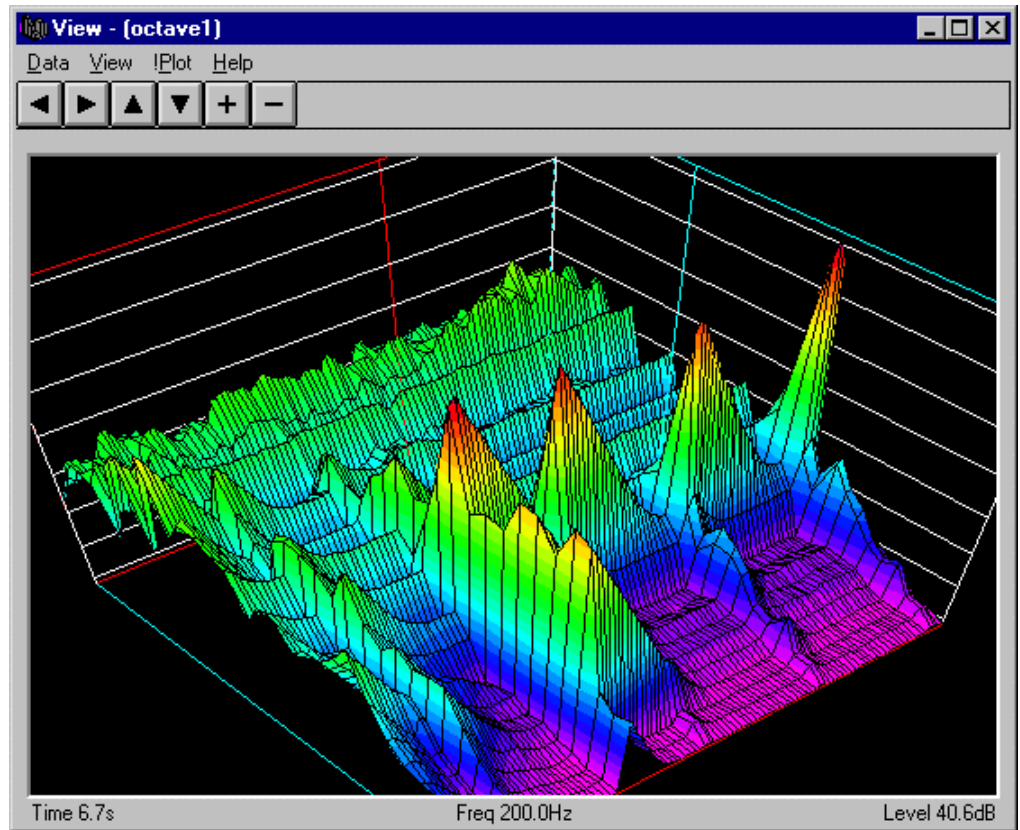 View - (octave1)
Data View !Plot Help
Time 6.7s Freq 200.0Hz Level 40.6dB